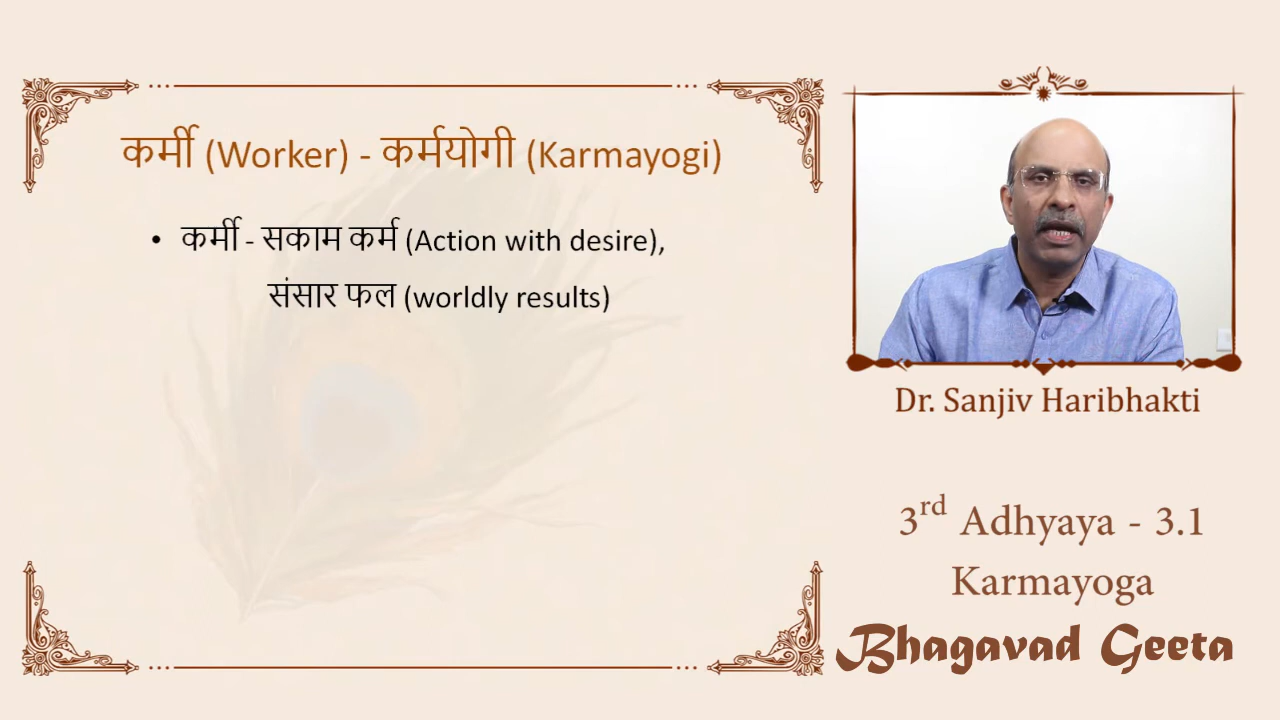 कर्मी (Worker) - कर्मयोगी (Karmayogi)
• कर्मी - सकाम कर्म (Action with desire),
संसार फल (worldly results)
Dr. Sanjiv Haribhakti
3rd Adhyaya - 3.1
Karmayoga
Bhagavad Geeta